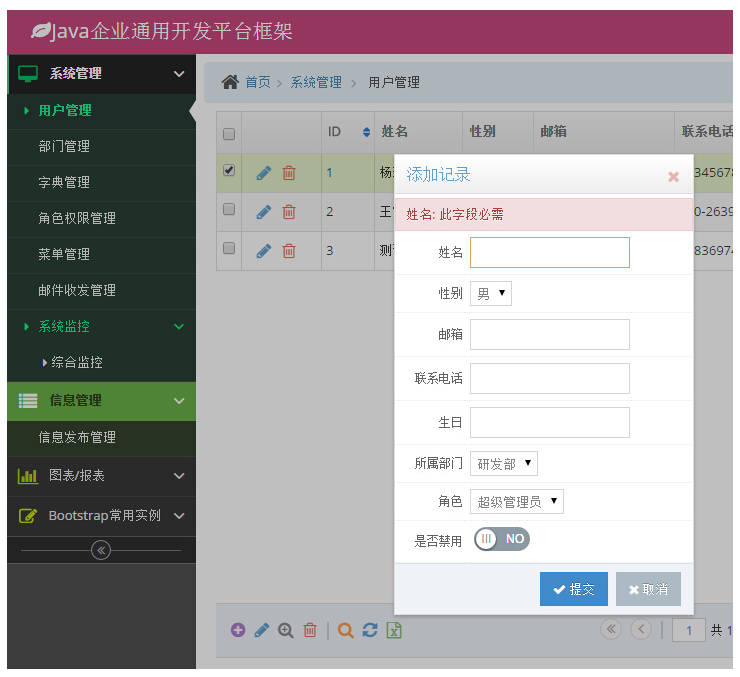 Java企业通用开发平台框架
系统管理
用户管理
部门管理
字典管理
角色权限管理
菜单管理
邮件收发管理
系统监控
综合监控
信息管理
信息发布管理
图表/报表
Bootstrap常用实例
首页 系统管理 用户管理
ID 姓名 性别 邮箱 联系电话
1 杨 345678
2 王 0-2639
3 测 836974
添加记录
姓名: 此字段必需
姓名
性别 男
邮箱
联系电话
生日
所属部门 研发部
角色 超级管理员
是否禁用 NO
提交 取消
1 共 1